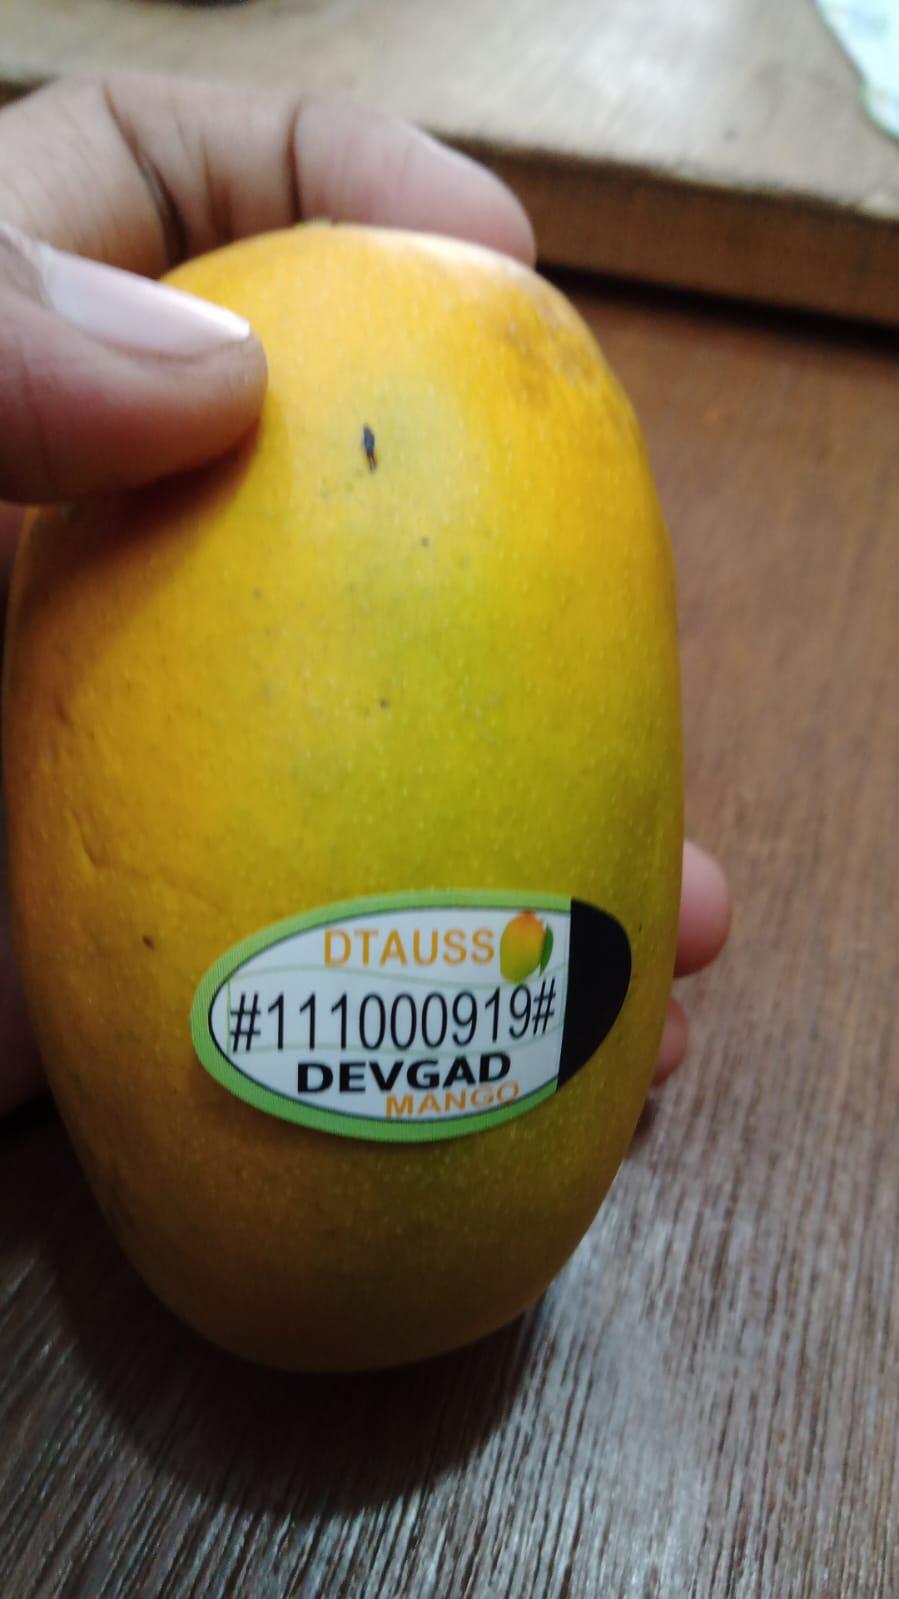 DTAUSS
#111000919#
DEVGAD
MANGO